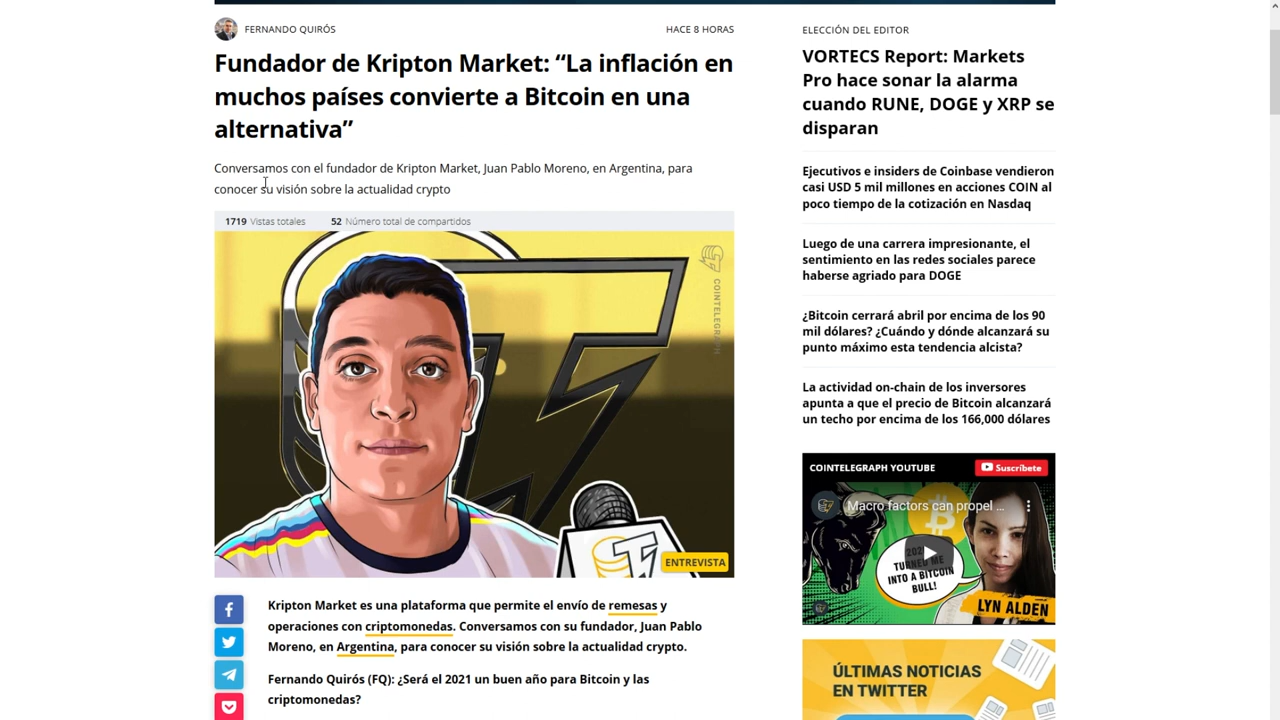 FERNANDO QUIRÓS
HACE 8 HORAS
Fundador de Kripton Market: “La inflación en
muchos países convierte a Bitcoin en una
alternativa”
Conversamos con el fundador de Kripton Market, Juan Pablo Moreno, en Argentina, para
conocer su visión sobre la actualidad crypto
1719 Vistas totales
52 Número total de compartidos
COINTELEGRAPH
ENTREVISTA
Kripton Market es una plataforma que permite el envío de remesas y
operaciones con criptomonedas. Conversamos con su fundador, Juan Pablo
Moreno, en Argentina, para conocer su visión sobre la actualidad crypto.
Fernando Quirós (FQ): ¿Será el 2021 un buen año para Bitcoin y las
criptomonedas?
ELECCIÓN DEL EDITOR
VORTECS Report: Markets
Pro hace sonar la alarma
cuando RUNE, DOGE y XRP se
disparan
Ejecutivos e insiders de Coinbase vendieron
casi USD 5 mil millones en acciones COIN al
poco tiempo de la cotización en Nasdaq
Luego de una carrera impresionante, el
sentimiento en las redes sociales parece
haberse agriado para DOGE
¿Bitcoin cerrará abril por encima de los 90
mil dólares? ¿Cuándo y dónde alcanzará su
punto máximo esta tendencia alcista?
La actividad on-chain de los inversores
apunta a que el precio de Bitcoin alcanzará
un techo por encima de los 166,000 dólares
COINTELEGRAPH YOUTUBE
Suscríbete
Macro factors can propel ...
TURNED ME
INTO A BITCOIN
BULL!
LYN ALDEN
ÚLTIMAS NOTICIAS
EN TWITTER